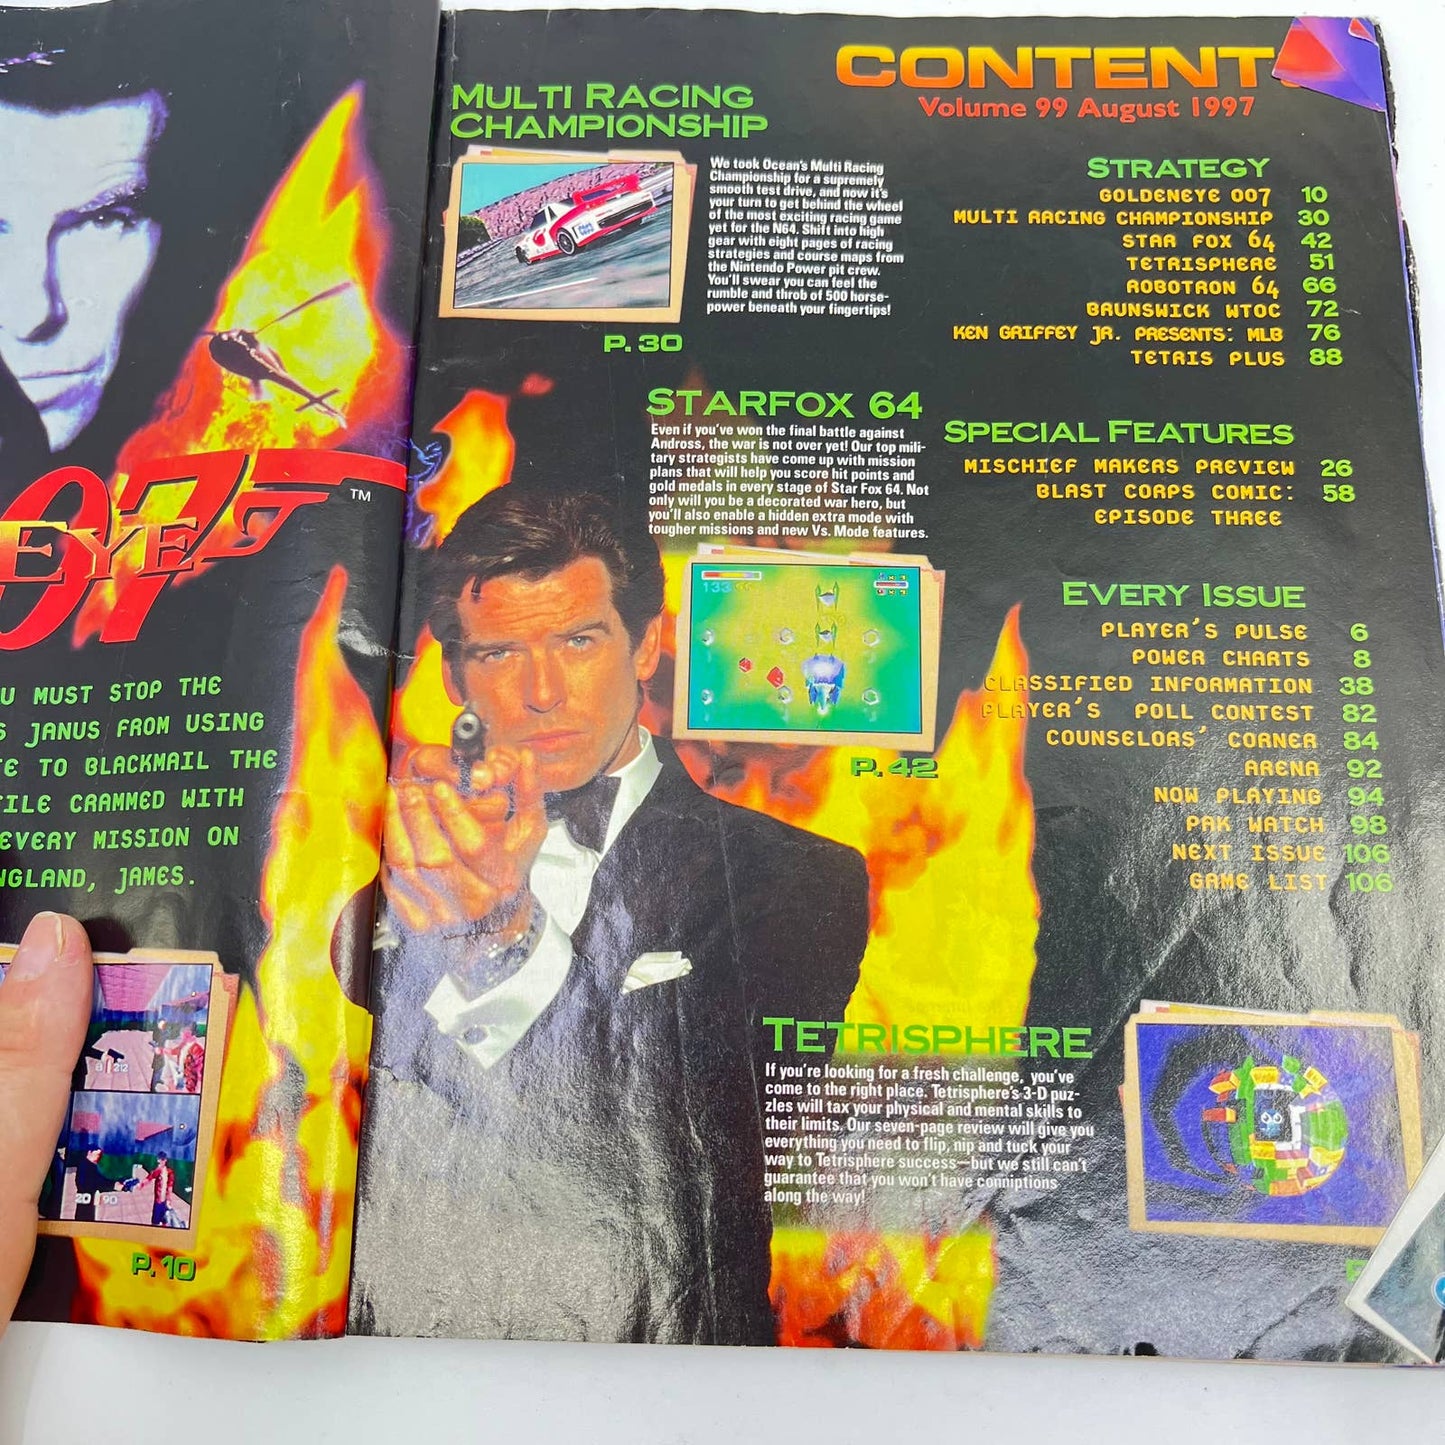 07
™
EYE
U MUST STOP THE
S JANUS FROM USING
TE TO BLACKMAIL THE
TILE CRAMMED WITH
EVERY MISSION ON
NGLAND, JAMES.
8 212
20 90
P. 10
CONTENT
Volume 99 August 1997
MULTI RACING
CHAMPIONSHIP
We took Ocean's Multi Racing
Championship for a supremely
smooth test drive, and now it's
your turn to get behind the wheel
of the most exciting racing game
yet for the N64. Shift into high
gear with eight pages of racing
strategies and course maps from
the Nintendo Power pit crew.
You'll swear you can feel the
rumble and throb of 500 horse-
power beneath your fingertips!
P. 30
STARFOX 64
Even if you've won the final battle against
Andross, the war is not over yet! Our top mili-
tary strategists have come up with mission
plans that will help you score hit points and
gold medals in every stage of Star Fox 64. Not
only will you be a decorated war hero, but
you'll also enable a hidden extra mode with
tougher missions and new Vs. Mode features.
133
P. 42
STRATEGY
GOLDENEYE 007 10
MULTI RACING CHAMPIONSHIP 30
STAR FOX 64 42
TETRISPHERE 51
ROBOTRON 64 66
BRUNSWICK WTOC 72
KEN GRIFFEY JR. PRESENTS: MLB 76
TETRIS PLUS 88
SPECIAL FEATURES
MISCHIEF MAKERS PREVIEW 26
BLAST CORPS COMIC: 58
EPISODE THREE
EVERY ISSUE
PLAYER'S PULSE 6
POWER CHARTS 8
CLASSIFIED INFORMATION 38
PLAYER'S POLL CONTEST 82
COUNSELORS' CORNER 84
ARENA 92
NOW PLAYING 94
PAK WATCH 98
NEXT ISSUE 106
GAME LIST 106
TETRISPHERE
If you're looking for a fresh challenge, you've
come to the right place. Tetrisphere's 3-D puz-
zles will tax your physical and mental skills to
their limits. Our seven-page review will give you
everything you need to flip, nip and tuck your
way to Tetrisphere success—but we still can't
guarantee that you won't have conniptions
along the way!